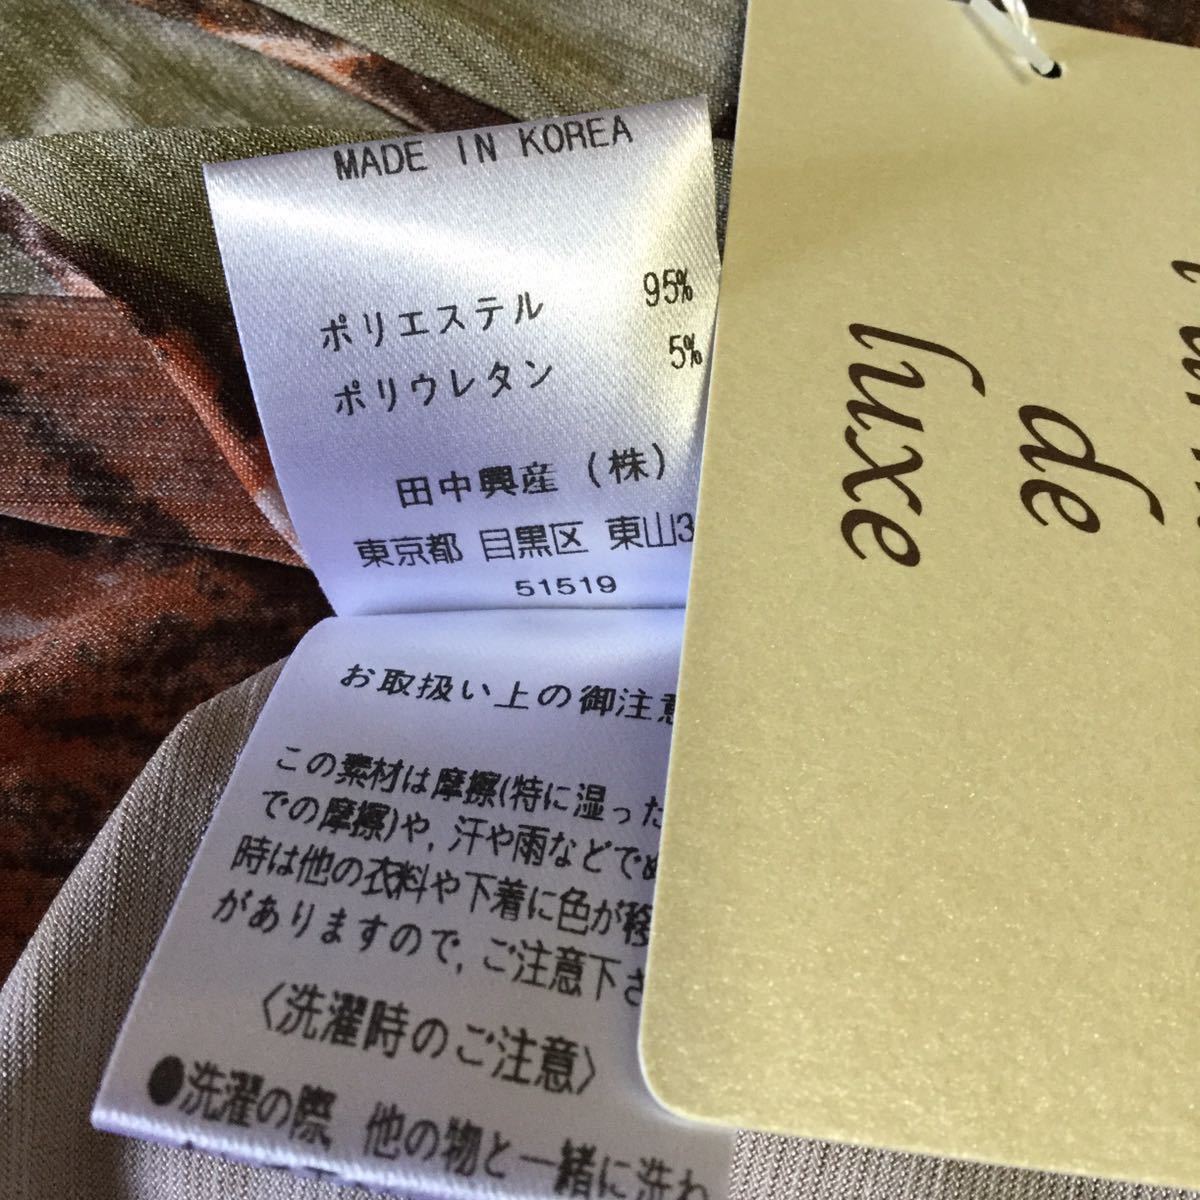 MADE IN KOREA
ポリエステル 95%
ポリウレタン 5%
田中興産 (株)
東京都 目黒区 東山3
51519
お取扱い上の御注意
この素材は摩擦(特に湿った
での摩擦)や, 汗や雨などでぬ
時は他の衣料や下着に色が移
がありますので, ご注意下さ
〈洗濯時のご注意〉
●洗濯の際 他の物と一緒に洗わ
de
luxe